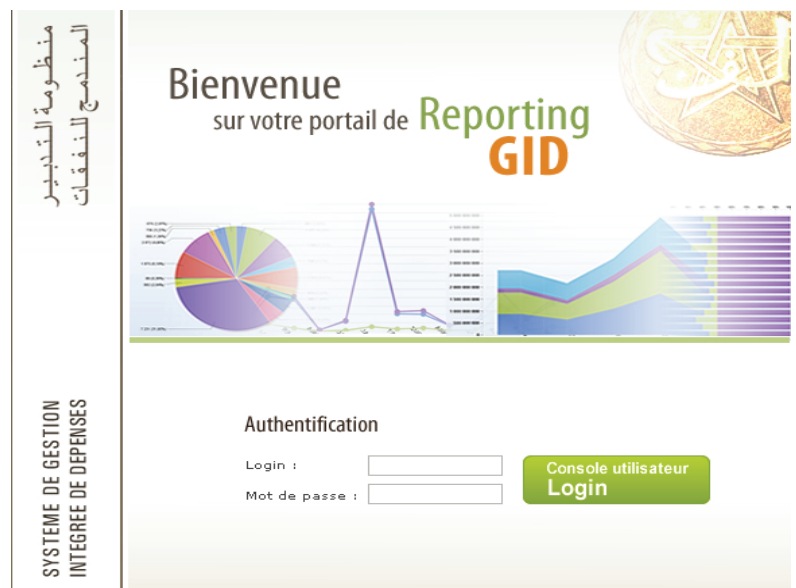 منظومة التدبير
المندمج للنفقات
SYSTEME DE GESTION
INTEGREE DE DEPENSES
Bienvenue
sur votre portail de Reporting
GID
Authentification
Login :
Mot de passe :
Console utilisateur
Login